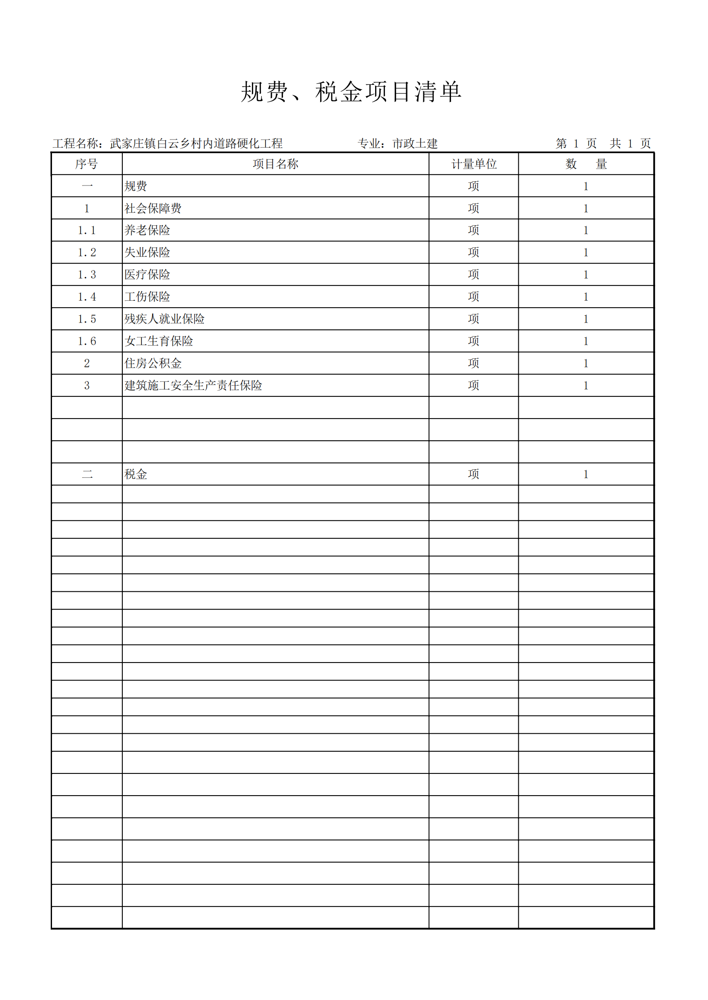 规费、税金项目清单
工程名称：武家庄镇白云乡村内道路硬化工程 专业：市政土建 第 1 页 共 1 页
序号 项目名称 计量单位 数 量
一 规费 项 1
1 社会保障费 项 1
1.1 养老保险 项 1
1.2 失业保险 项 1
1.3 医疗保险 项 1
1.4 工伤保险 项 1
1.5 残疾人就业保险 项 1
1.6 女工生育保险 项 1
2 住房公积金 项 1
3 建筑施工安全生产责任保险 项 1
二 税金 项 1